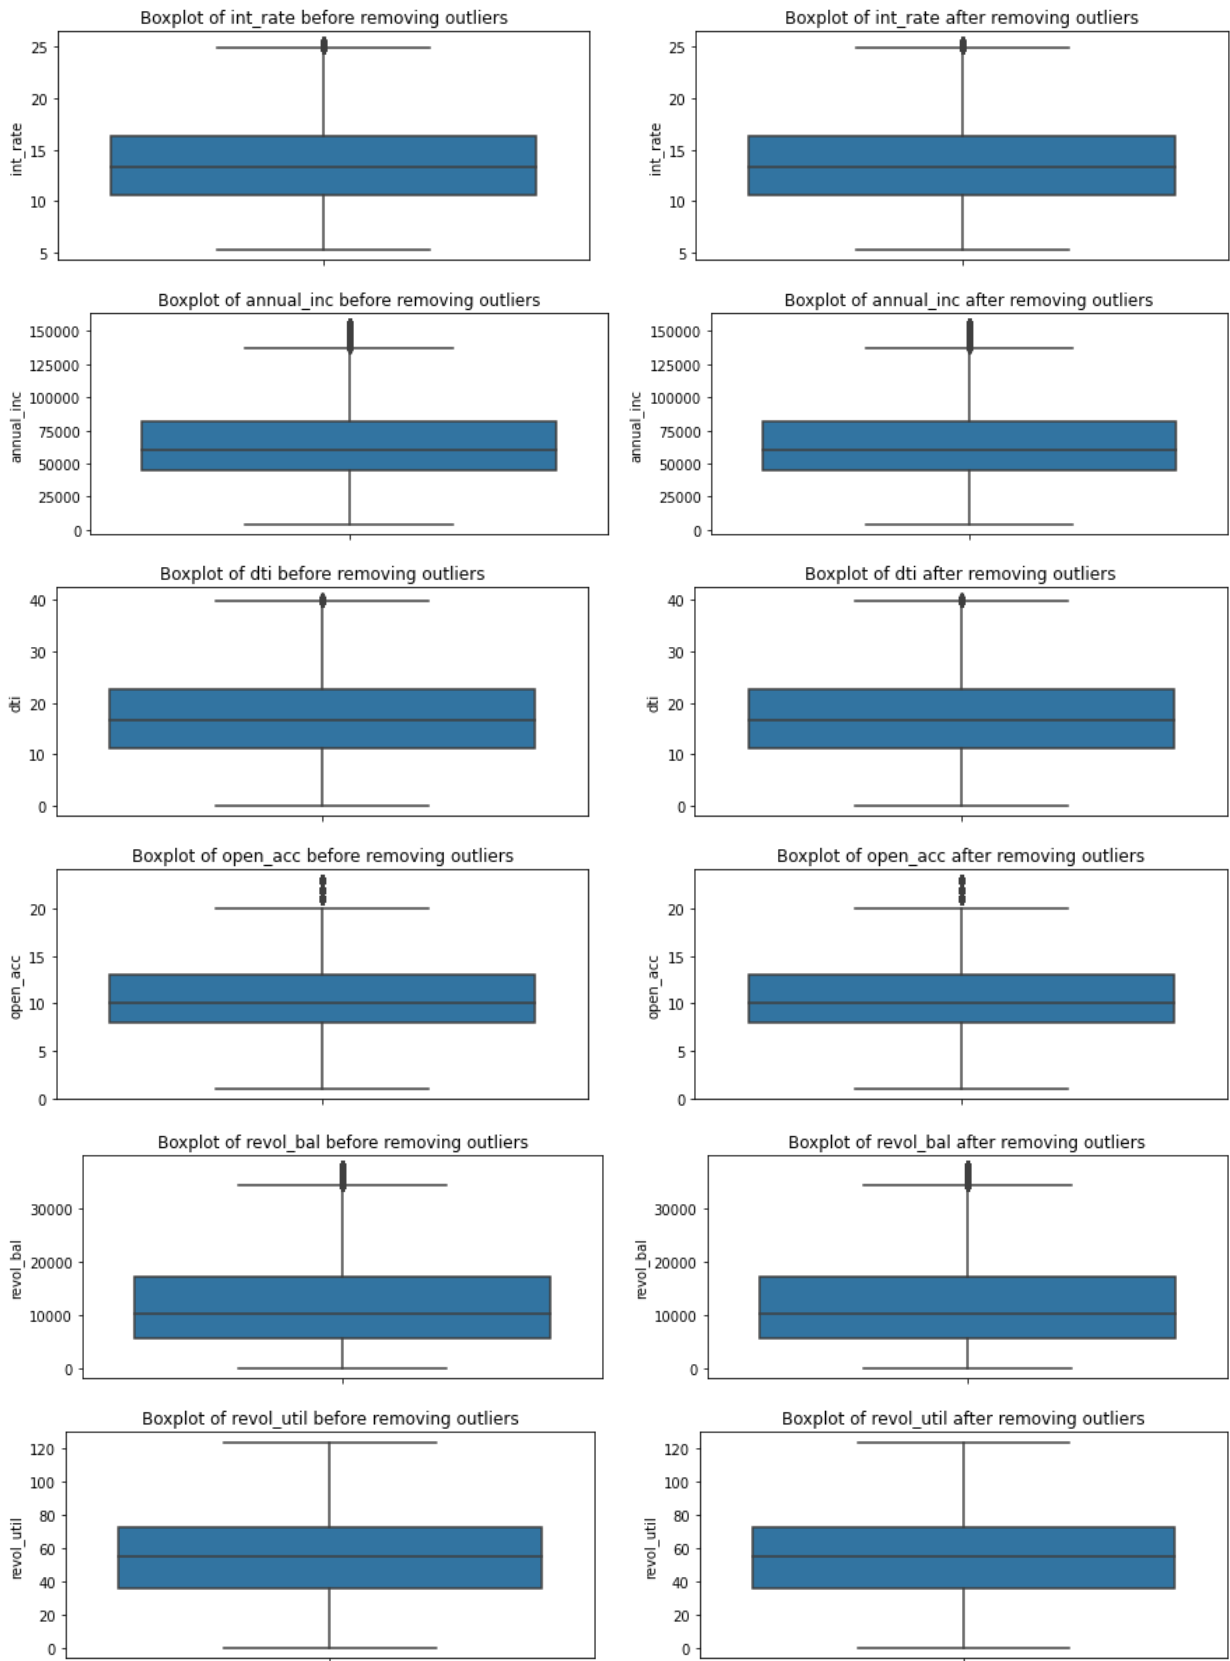 Boxplot of int_rate before removing outliers
Boxplot of int_rate after removing outliers
25
20
15
10
5
int_rate
25
20
15
10
5
int_rate
Boxplot of annual_inc before removing outliers
Boxplot of annual_inc after removing outliers
150000
125000
100000
75000
50000
25000
0
annual_inc
150000
125000
100000
75000
50000
25000
0
annual_inc
Boxplot of dti before removing outliers
Boxplot of dti after removing outliers
40
30
20
10
0
dti
40
30
20
10
0
dti
Boxplot of open_acc before removing outliers
Boxplot of open_acc after removing outliers
20
15
10
5
0
open_acc
20
15
10
5
0
open_acc
Boxplot of revol_bal before removing outliers
Boxplot of revol_bal after removing outliers
30000
20000
10000
0
revol_bal
30000
20000
10000
0
revol_bal
Boxplot of revol_util before removing outliers
Boxplot of revol_util after removing outliers
120
100
80
60
40
20
0
revol_util
120
100
80
60
40
20
0
revol_util